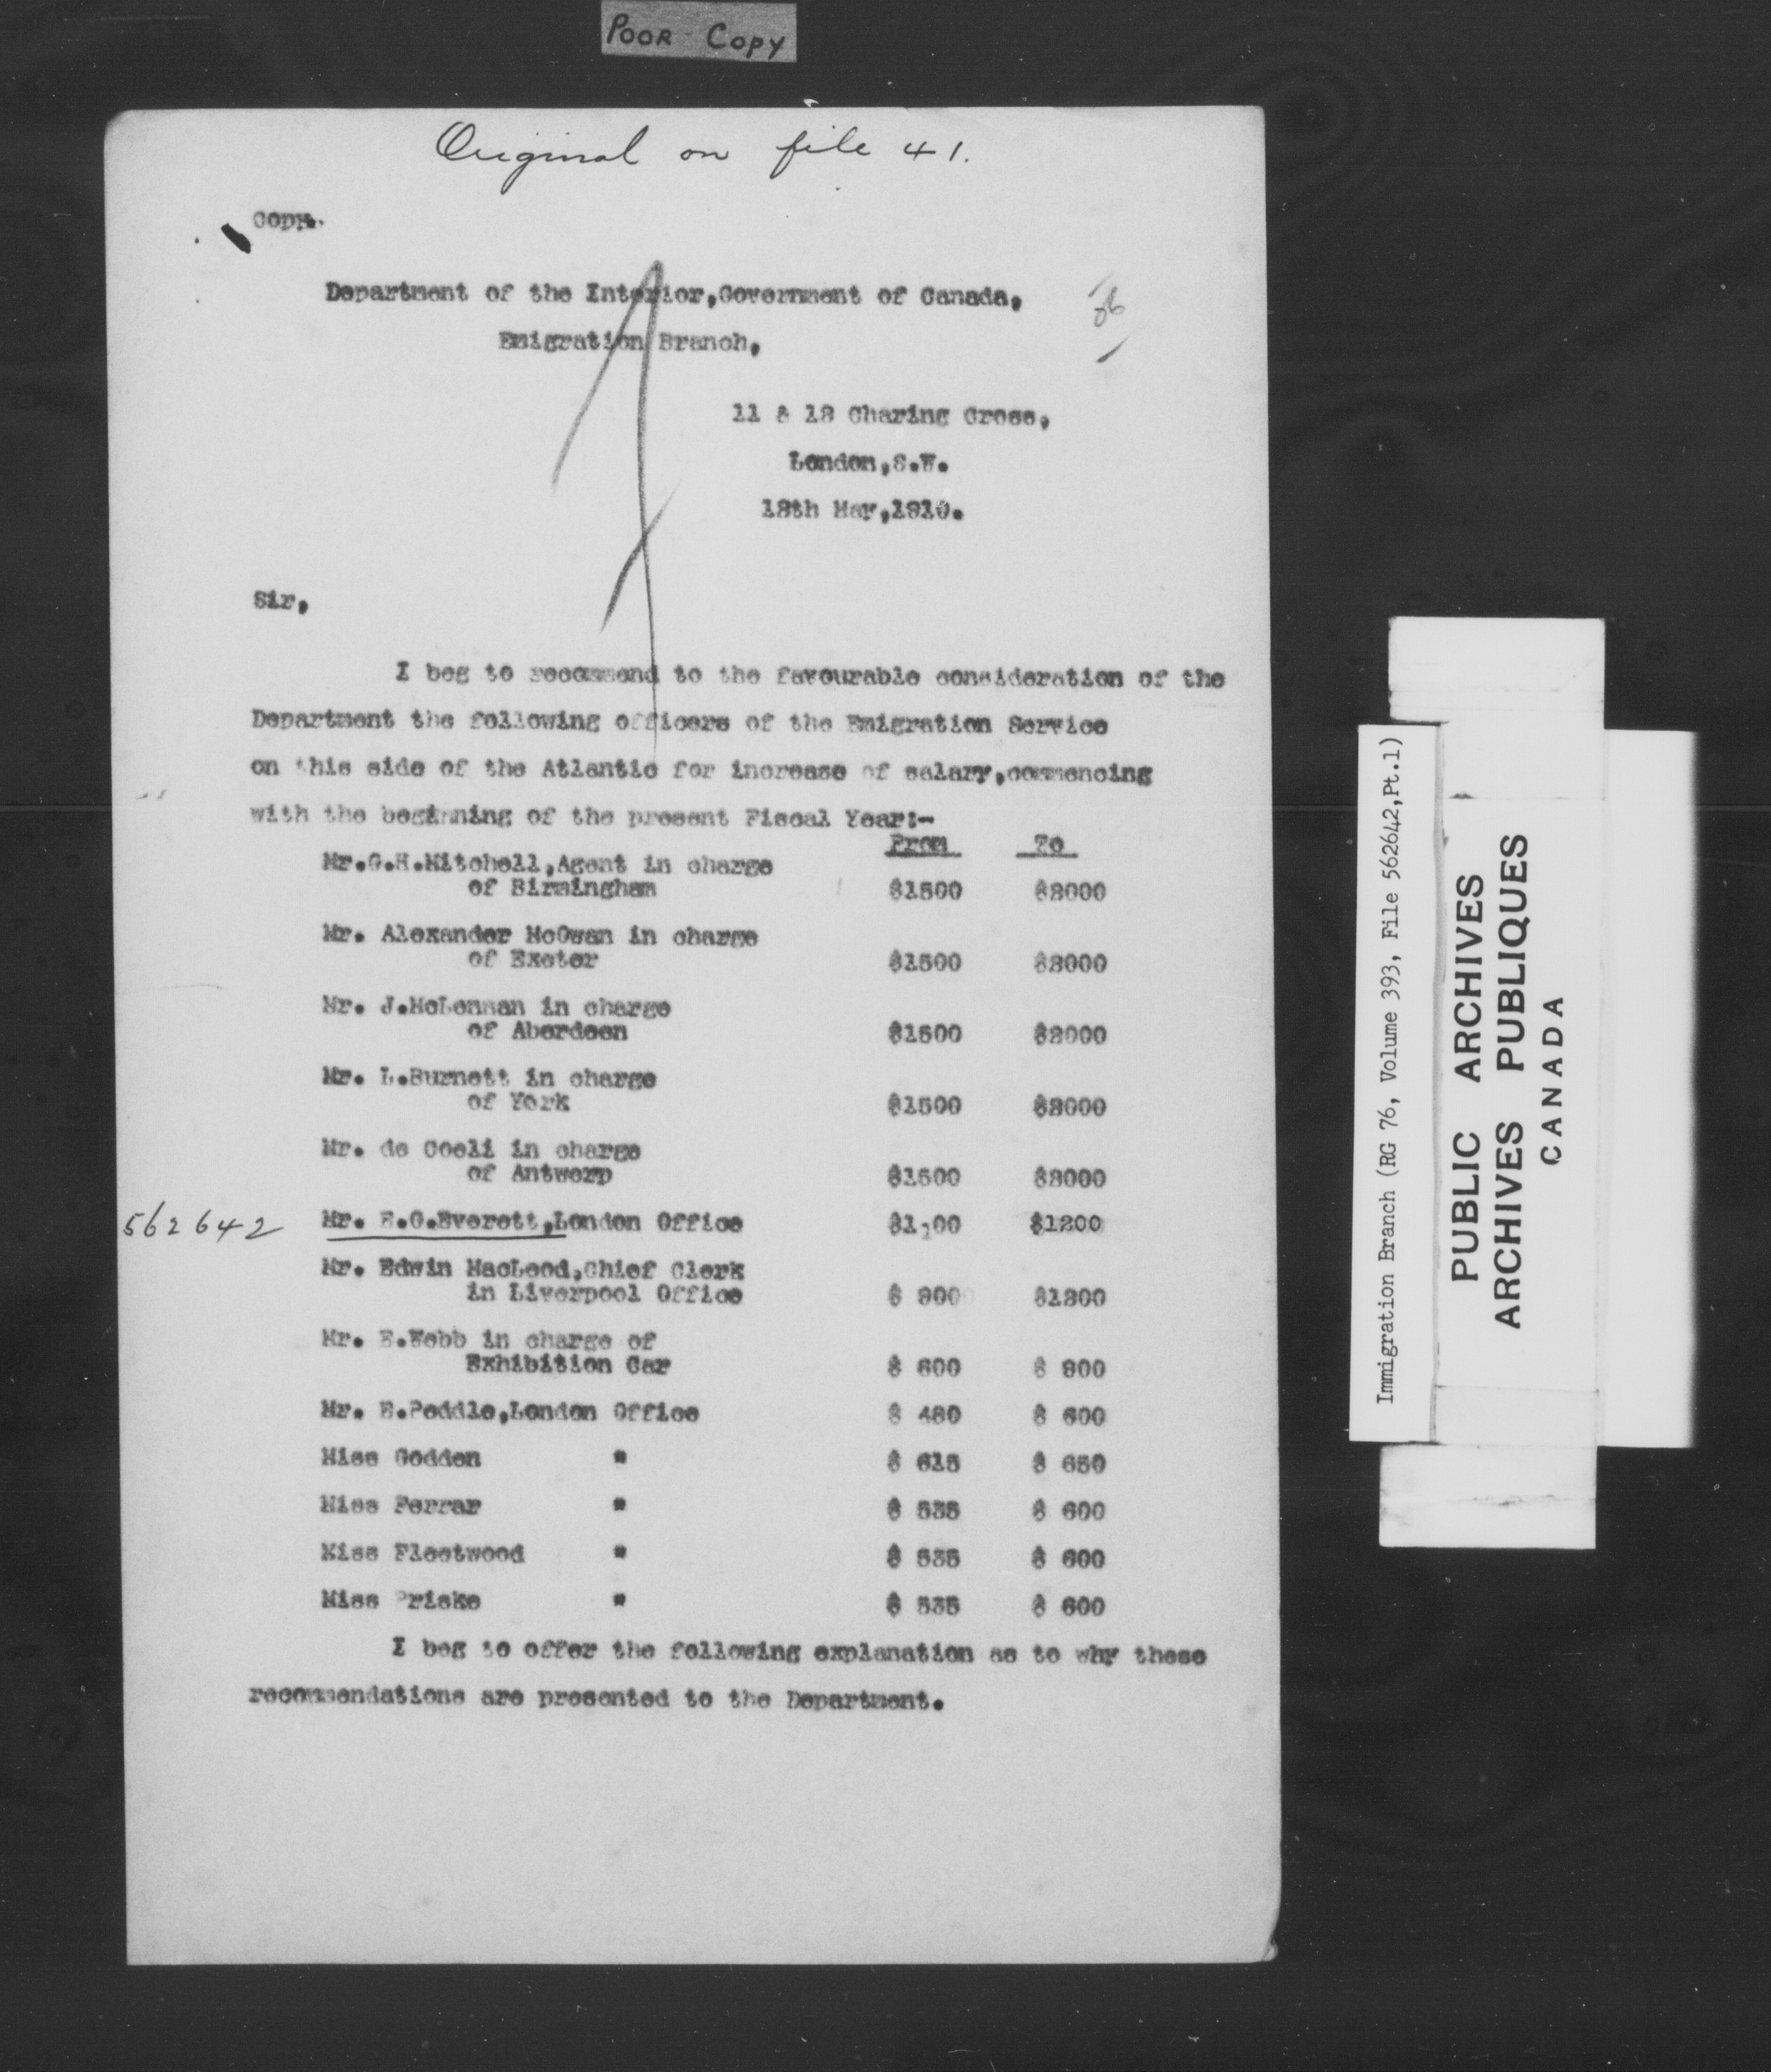 POOR COPY
Original on file 41.
Copy.
Department of the Interior,Government of Canada,
Emigration Branch,
11 & 12 Charing Cross,
London,S.W.
May,1910.
Sir,
I beg to recommend to the favourable consideration of the
Department the following officers of the Emigration Service
on this side of the Atlantic for increase of salary,commencing
with the beginning of the present Fiscal Year:-
From To
Mr.G.H.Mitchell,Agent in charge
of Birmingham $1500 $2000
Mr. Alexander McOwan in charge
of Exeter $1500 $2000
Mr. J.McLennan in charge
of Aberdeen $1500 $2000
Mr. L.Burnett in charge
of York $1500 $2000
Mr. de Coeli in charge
of Antwerp $1500 $2000
562642 Mr. E.G.Everett,London Office $1200
Mr. Edwin MacLeod,Chief Clerk
in Liverpool Office $ 900 $1200
Mr. E.Webb in charge of
Exhibition Car $ 600 $ 900
Mr. E.Peddle,London Office $ 480 $ 600
Miss Godden " $ 615 $ 650
Miss Ferrar " $ 535 $ 600
Miss Fleetwood " $ 535 $ 600
Miss Priske " $ 535 $ 600
I beg to offer the following explanation as to why these
recommendations are presented to the Department.
Immigration Branch (RG 76, Volume 393, File 562642,Pt.1)
PUBLIC ARCHIVES
ARCHIVES PUBLIQUES
CANADA